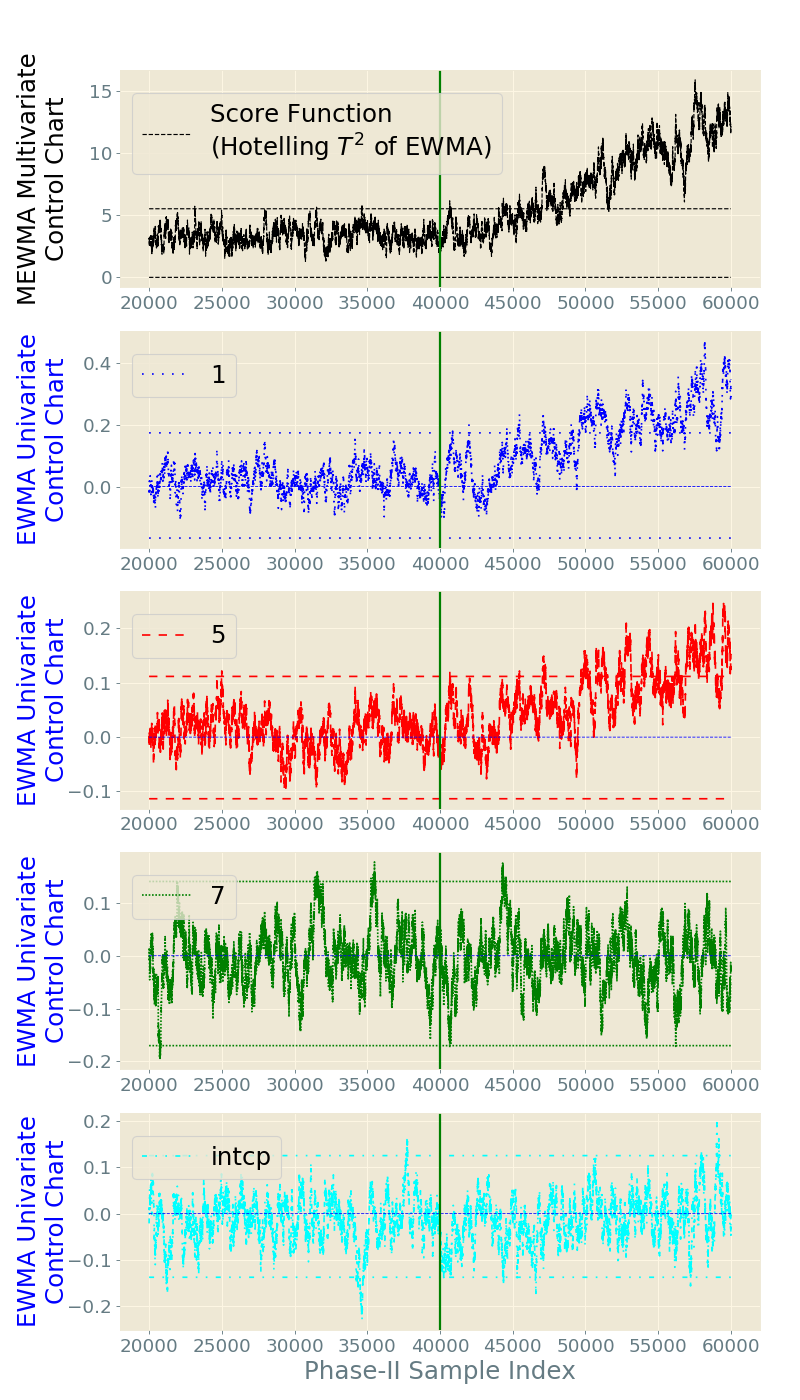 MEWMA Multivariate
Control Chart
15
10
5
0
Score Function
(Hotelling T² of EWMA)
20000 25000 30000 35000 40000 45000 50000 55000 60000
EWMA Univariate
Control Chart
0.4
0.2
0.0
1
20000 25000 30000 35000 40000 45000 50000 55000 60000
EWMA Univariate
Control Chart
0.2
0.1
0.0
−0.1
5
20000 25000 30000 35000 40000 45000 50000 55000 60000
EWMA Univariate
Control Chart
0.1
0.0
−0.1
−0.2
7
20000 25000 30000 35000 40000 45000 50000 55000 60000
EWMA Univariate
Control Chart
0.2
0.1
0.0
−0.1
−0.2
intcp
20000 25000 30000 35000 40000 45000 50000 55000 60000
Phase-II Sample Index